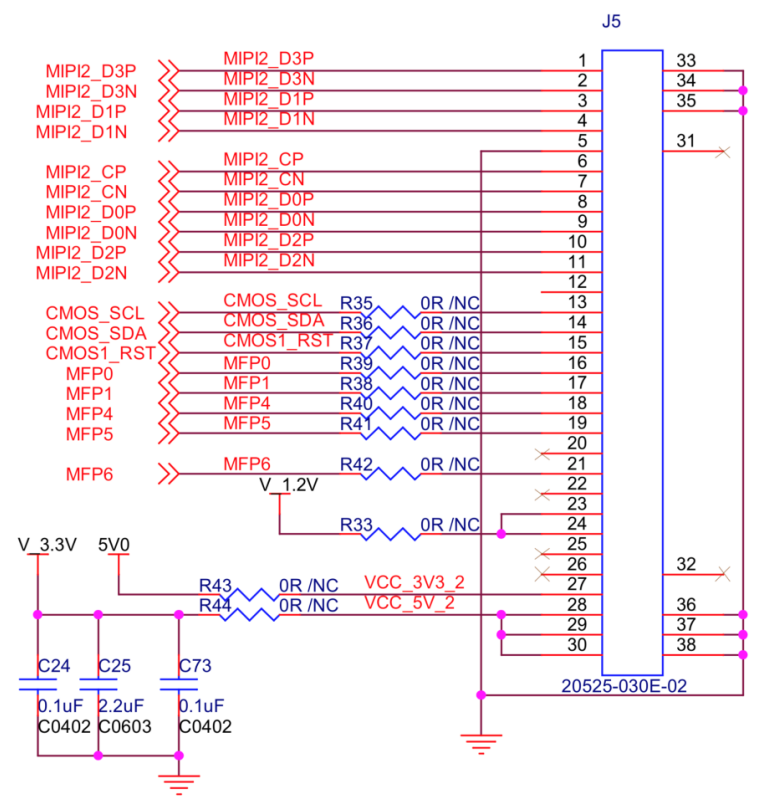 J5
MIPI2_D3P MIPI2_D3P 1 33
MIPI2_D3N MIPI2_D3N 2 34
MIPI2_D1P MIPI2_D1P 3 35
MIPI2_D1N MIPI2_D1N 4
5 31
MIPI2_CP MIPI2_CP 6
MIPI2_CN MIPI2_CN 7
MIPI2_D0P MIPI2_D0P 8
MIPI2_D0N MIPI2_D0N 9
MIPI2_D2P MIPI2_D2P 10
MIPI2_D2N MIPI2_D2N 11
12
CMOS_SCL CMOS_SCL R35 0R /NC 13
CMOS_SDA CMOS_SDA R36 0R /NC 14
CMOS1_RST CMOS1_RST R37 0R /NC 15
MFP0 MFP0 R39 0R /NC 16
MFP1 MFP1 R38 0R /NC 17
MFP4 MFP4 R40 0R /NC 18
MFP5 MFP5 R41 0R /NC 19
20
MFP6 MFP6 R42 0R /NC 21
V_1.2V 22
23
R33 0R /NC 24
V_3.3V 5V0 25
26 32
R43 0R /NC VCC_3V3_2 27
R44 0R /NC VCC_5V_2 28 36
29 37
30 38
C24 C25 C73
20525-030E-02
0.1uF 2.2uF 0.1uF
C0402 C0603 C0402